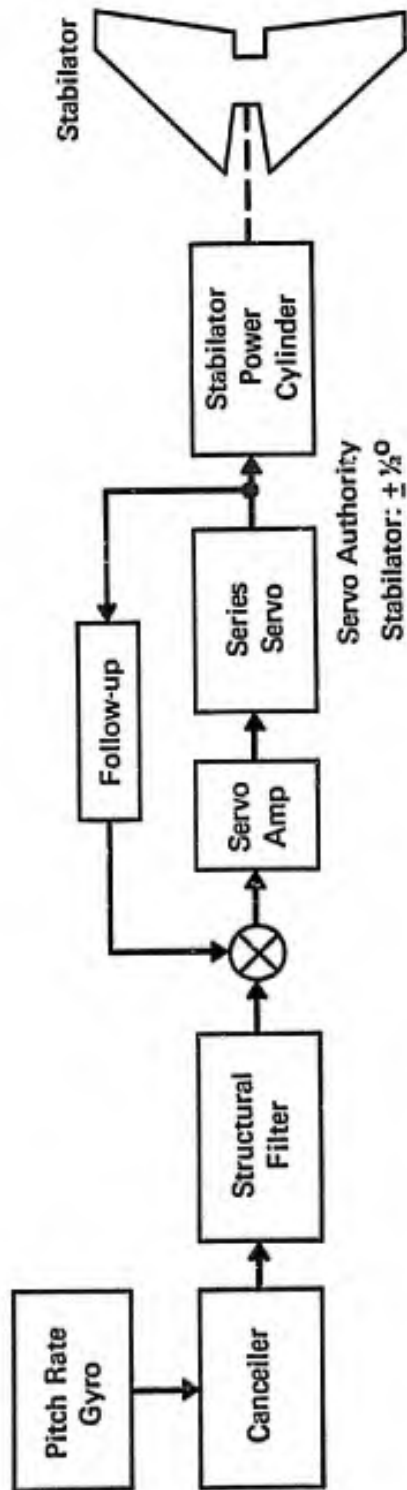 Pitch Rate
Gyro
Canceller
Structural
Filter
Follow-up
Servo
Amp
Series
Servo
Servo Authority
Stabilator: ± ½°
Stabilator
Power
Cylinder
Stabilator